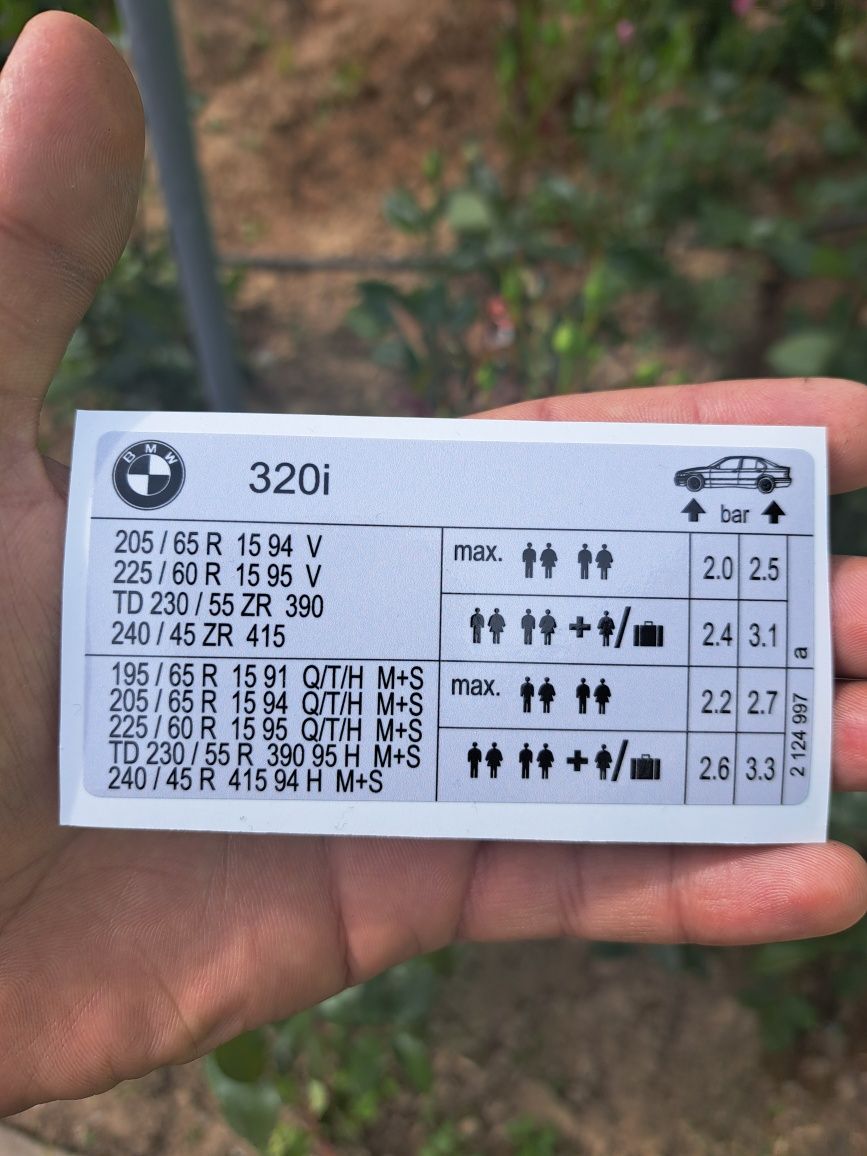 BMW
320i
bar
205 / 65 R 15 94 V
225 / 60 R 15 95 V
TD 230 / 55 ZR 390
240 / 45 ZR 415
max.
2.0 2.5
+ /
2.4 3.1
195 / 65 R 15 91 Q/T/H M+S
205 / 65 R 15 94 Q/T/H M+S
225 / 60 R 15 95 Q/T/H M+S
TD 230 / 55 R 390 95 H M+S
240 / 45 R 415 94 H M+S
max.
2.2 2.7
+ /
2.6 3.3
2 124 997 a